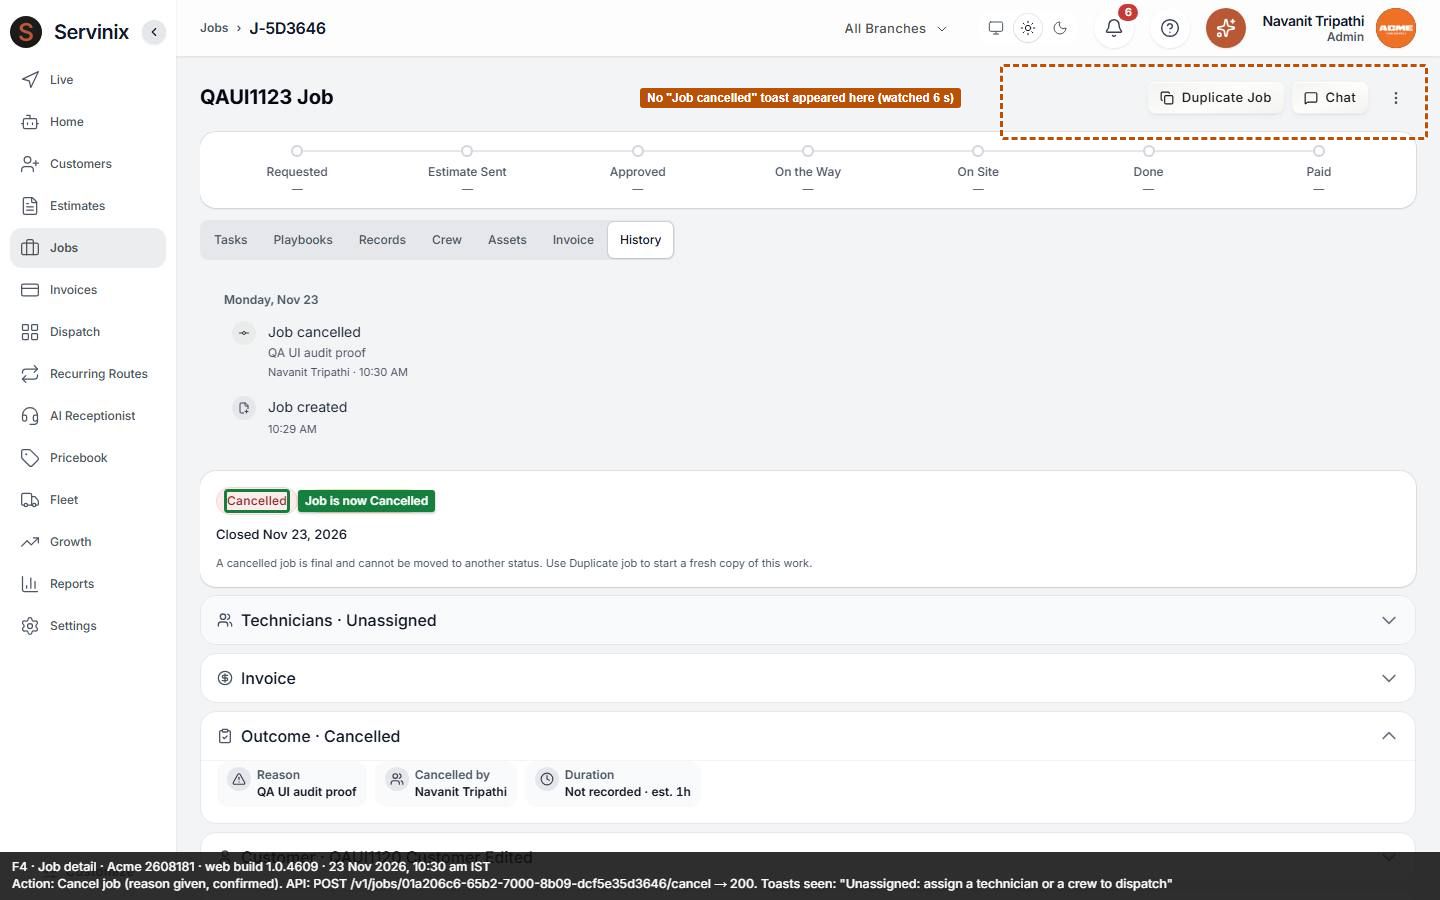 S Servinix
Jobs › J-5D3646
All Branches
6
Navanit Tripathi
Admin
ACME
Live
Home
Customers
Estimates
Jobs
Invoices
Dispatch
Recurring Routes
AI Receptionist
Pricebook
Fleet
Growth
Reports
Settings
QAUI1123 Job
No "Job cancelled" toast appeared here (watched 6 s)
Duplicate Job
Chat
Requested Estimate Sent Approved On the Way On Site Done Paid
— — — — — — —
Tasks Playbooks Records Crew Assets Invoice History
Monday, Nov 23
Job cancelled
QA UI audit proof
Navanit Tripathi · 10:30 AM
Job created
10:29 AM
Cancelled Job is now Cancelled
Closed Nov 23, 2026
A cancelled job is final and cannot be moved to another status. Use Duplicate job to start a fresh copy of this work.
Technicians · Unassigned
Invoice
Outcome · Cancelled
Reason
QA UI audit proof
Cancelled by
Navanit Tripathi
Duration
Not recorded · est. 1h
Customer · QAUI1120 Customer Edited
F4 · Job detail · Acme 2608181 · web build 1.0.4609 · 23 Nov 2026, 10:30 am IST
Action: Cancel job (reason given, confirmed). API: POST /v1/jobs/01a206c6-65b2-7000-8b09-dcf5e35d3646/cancel → 200. Toasts seen: "Unassigned: assign a technician or a crew to dispatch"